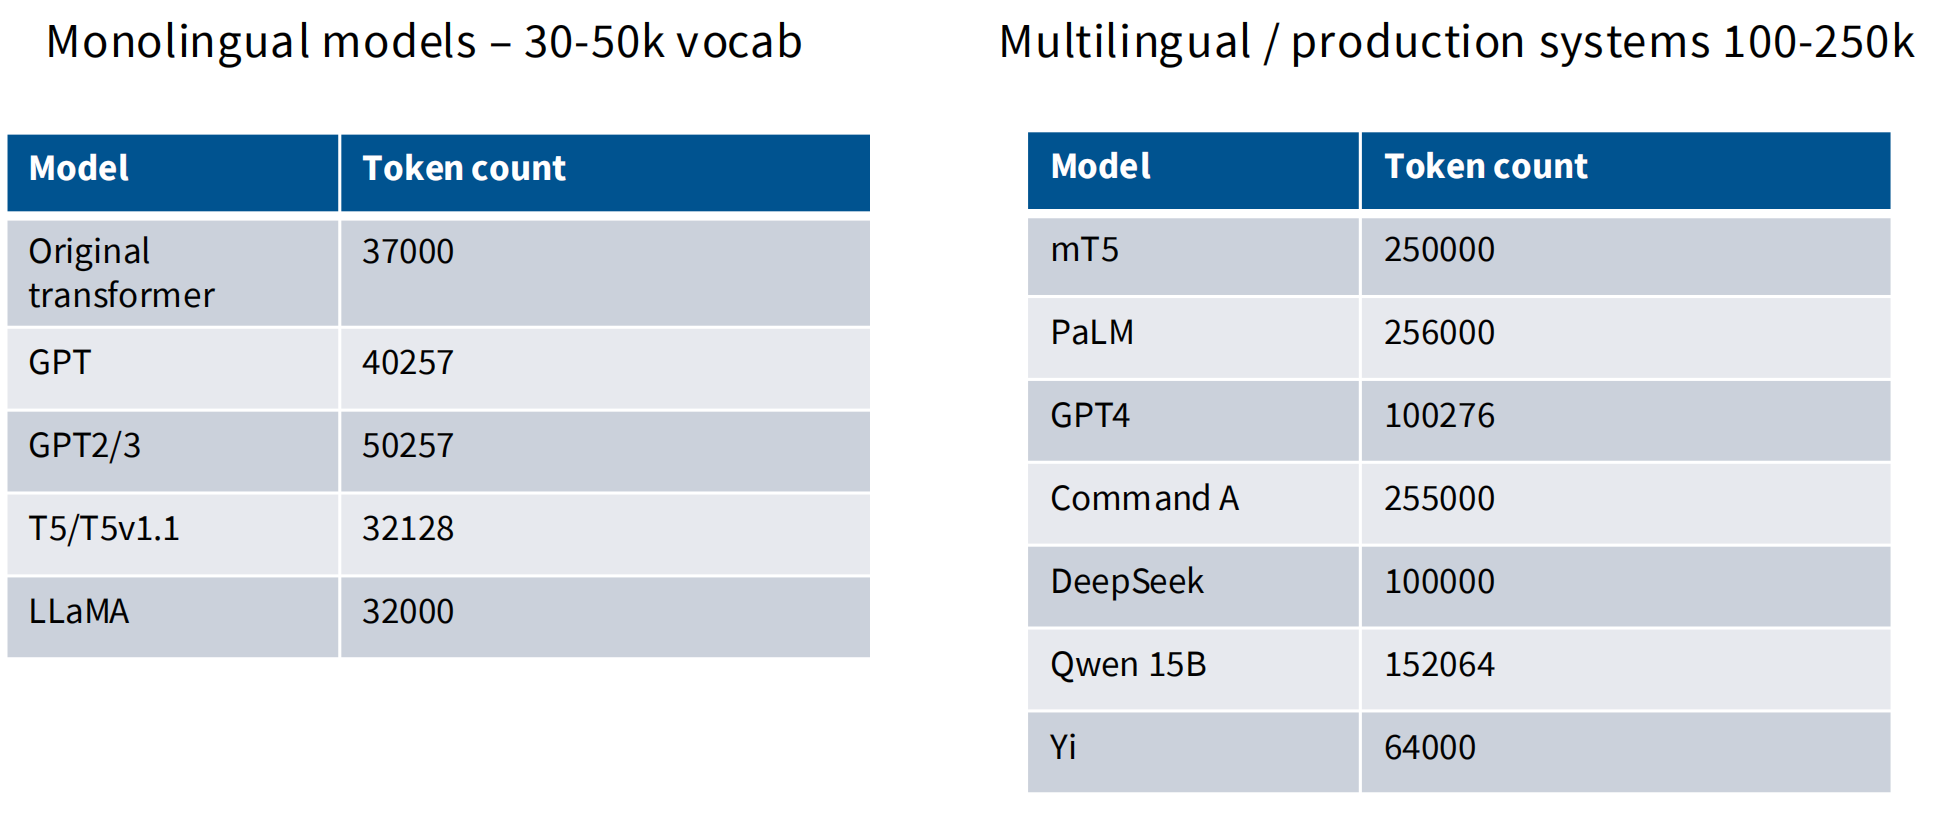 Monolingual models – 30-50k vocab
Model Token count
Original transformer 37000
GPT 40257
GPT2/3 50257
T5/T5v1.1 32128
LLaMA 32000
Multilingual / production systems 100-250k
Model Token count
mT5 250000
PaLM 256000
GPT4 100276
Command A 255000
DeepSeek 100000
Qwen 15B 152064
Yi 64000